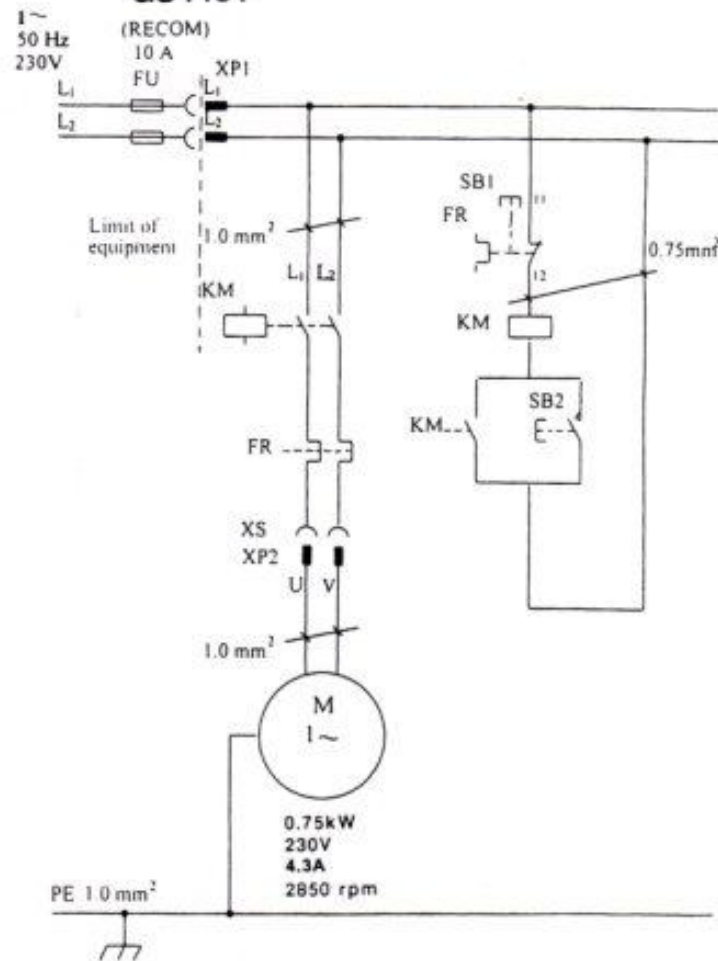 1~
50 Hz
230V
(RECOM)
10 A
FU
XP1
L₁ L₁
L₂ L₂
Limit of
equipment
1.0 mm²
L₁ L₂
KM
SB1
11
FR
12
0.75mm²
KM
KM
SB2
FR
XS
XP2
U V
1.0 mm²
M
1~
0.75kW
230V
4.3A
2850 rpm
PE 1.0 mm²